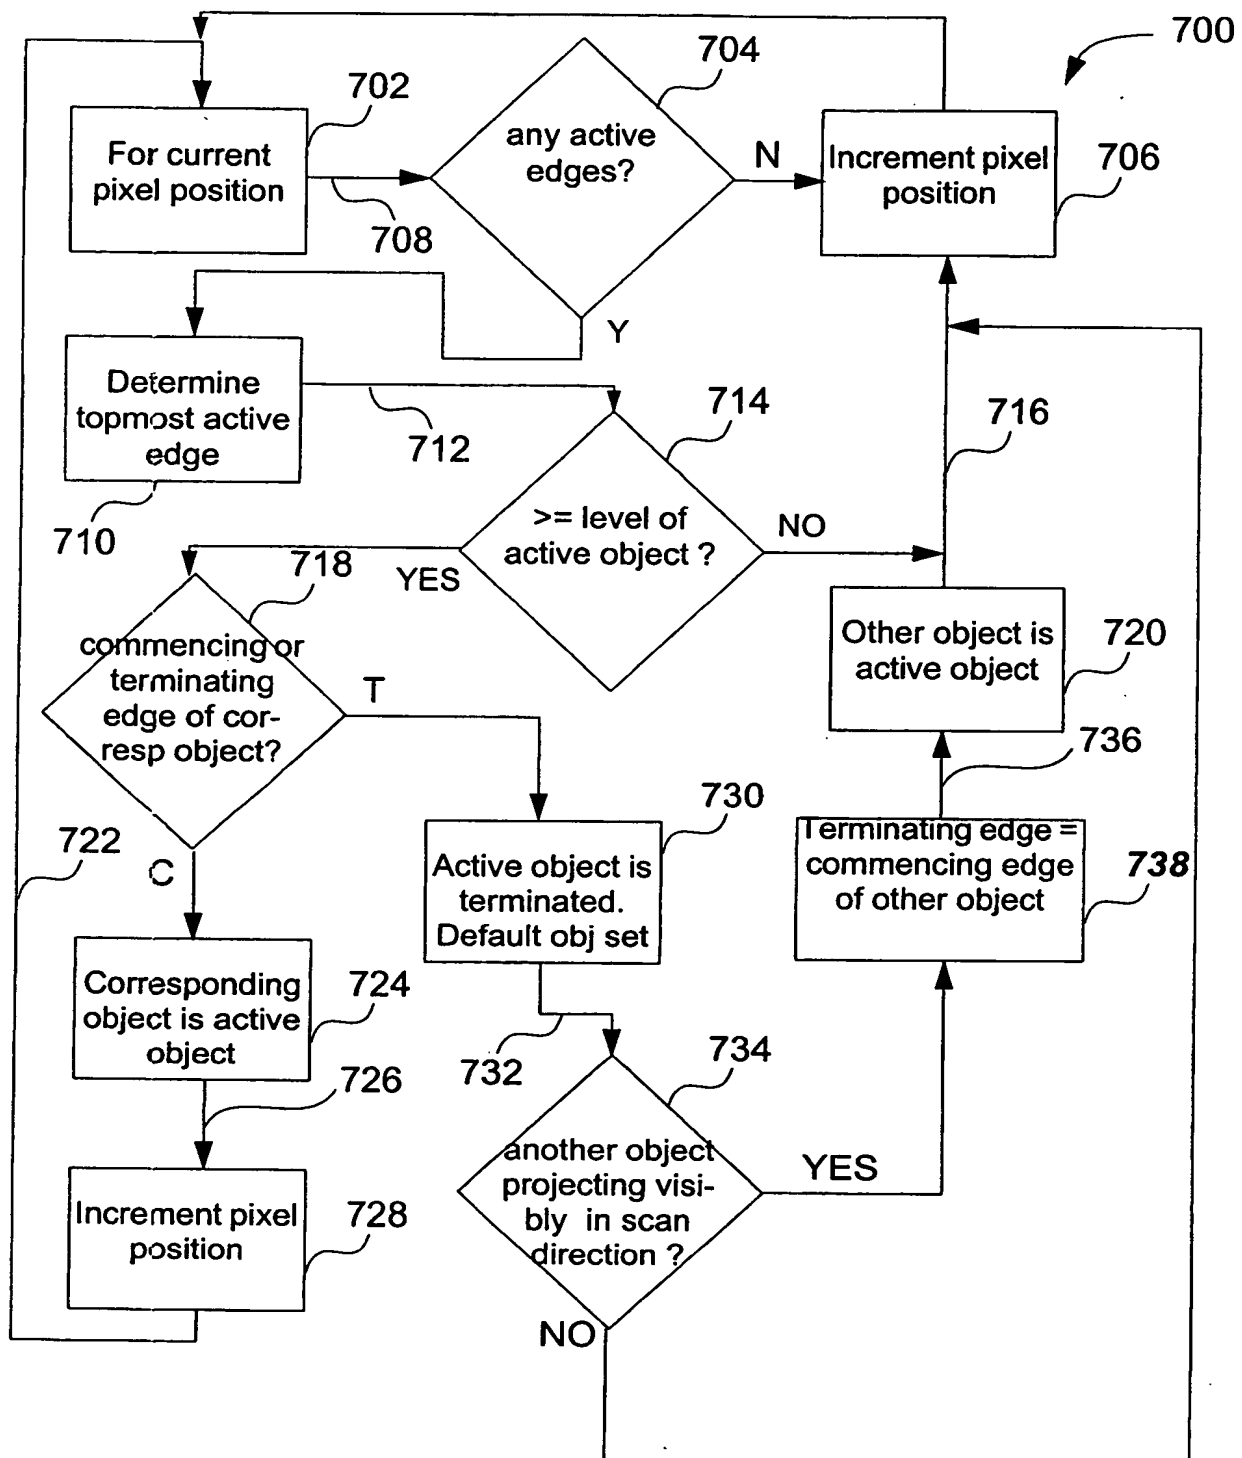 700
704
702
For current
pixel position
any active
edges?
N
Increment pixel
position
706
708
Y
Determine
topmost active
edge
710
712
714
>= level of
active object ?
NO
YES
716
718
commencing or
terminating
edge of cor-
resp object?
T
C
Other object is
active object
720
736
722
730
Active object is
terminated.
Default obj set
Terminating edge =
commencing edge
of other object
738
Corresponding
object is active
object
724
726
732
734
another object
projecting visi-
bly in scan
direction ?
YES
NO
Increment pixel
position
728